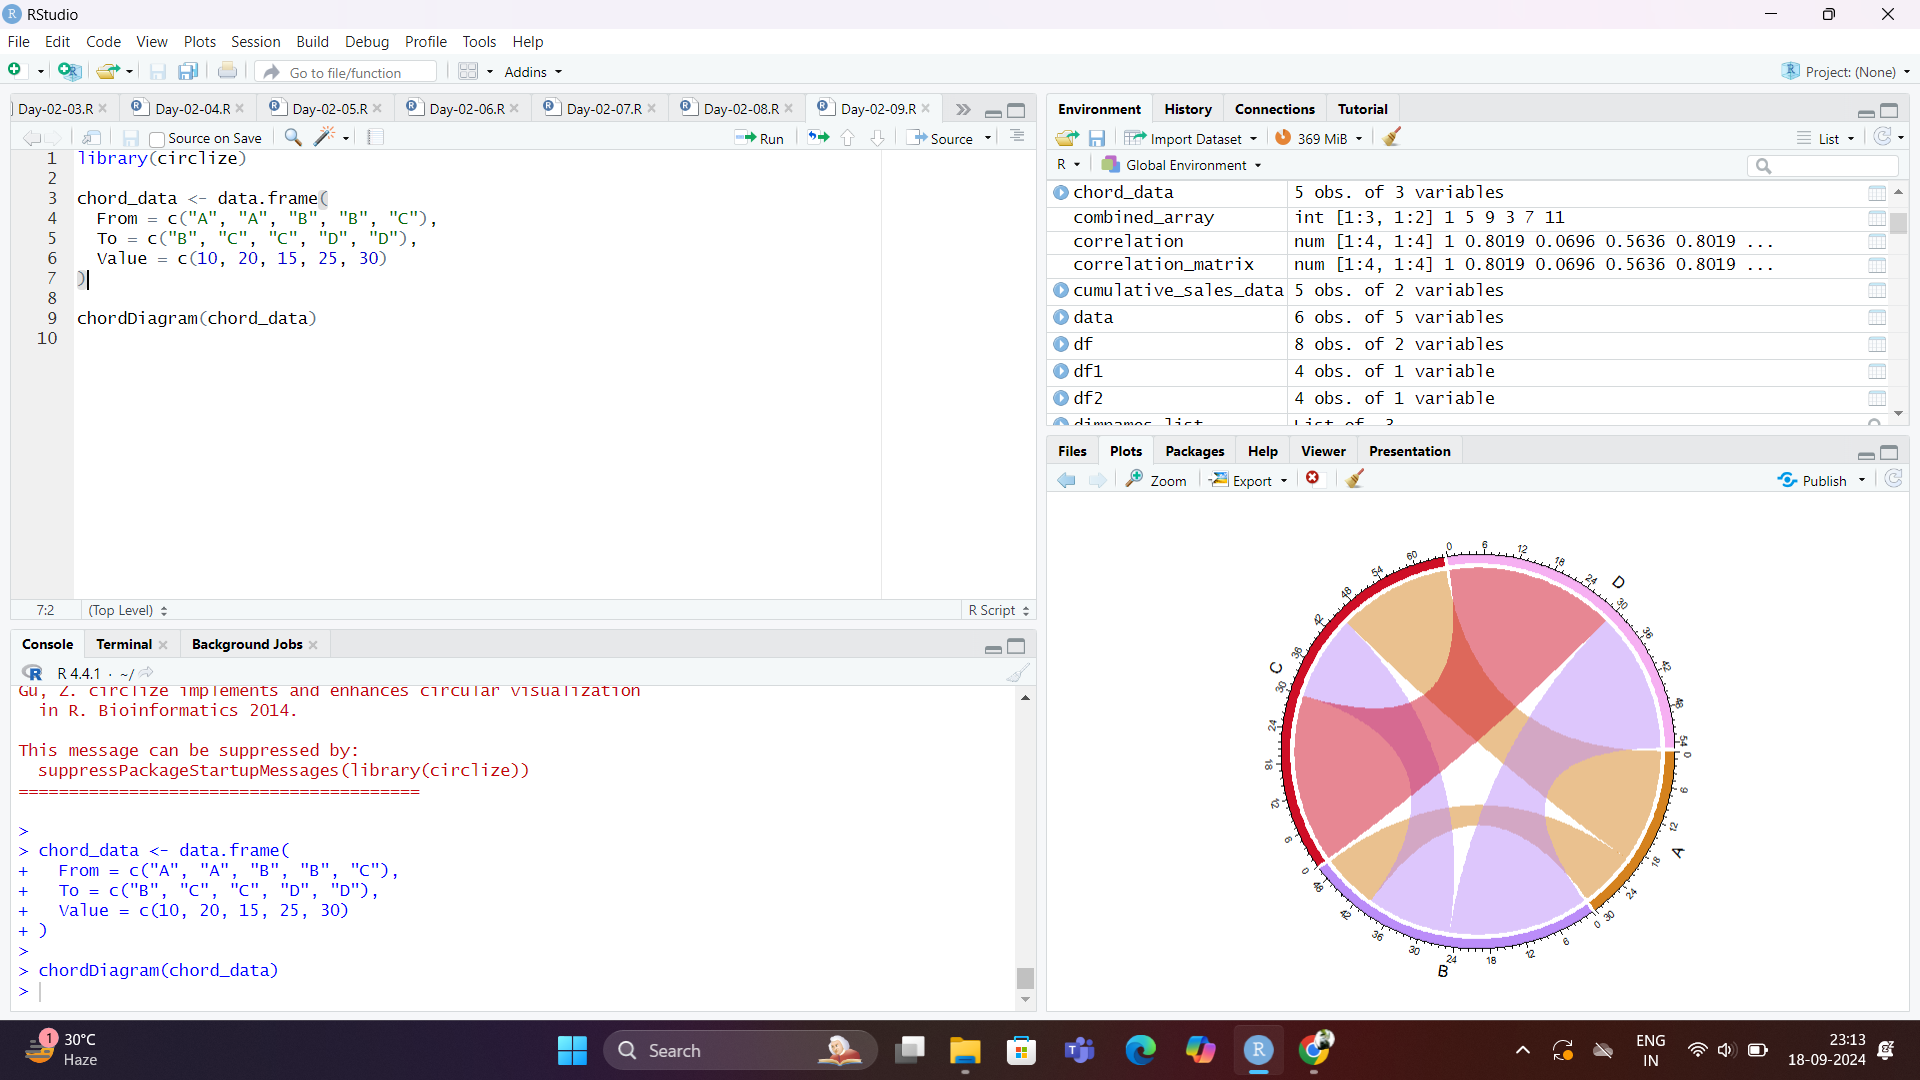 RStudio
File Edit Code View Plots Session Build Debug Profile Tools Help
Go to file/function Addins Project: (None)
Day-02-03.R Day-02-04.R Day-02-05.R Day-02-06.R Day-02-07.R Day-02-08.R Day-02-09.R
Source on Save Run Source
1 library(circlize)
2
3 chord_data <- data.frame(
4 From = c("A", "A", "B", "B", "C"),
5 To = c("B", "C", "C", "D", "D"),
6 Value = c(10, 20, 15, 25, 30)
7 )
8
9 chordDiagram(chord_data)
10
7:2 (Top Level) R Script
Console Terminal Background Jobs
R 4.4.1 · ~/
Gu, Z. circlize implements and enhances circular visualization
in R. Bioinformatics 2014.
This message can be suppressed by:
suppressPackageStartupMessages(library(circlize))
========================================
>
> chord_data <- data.frame(
+ From = c("A", "A", "B", "B", "C"),
+ To = c("B", "C", "C", "D", "D"),
+ Value = c(10, 20, 15, 25, 30)
+ )
>
> chordDiagram(chord_data)
>
Environment History Connections Tutorial
Import Dataset 369 MiB List
R Global Environment
chord_data 5 obs. of 3 variables
combined_array int [1:3, 1:2] 1 5 9 3 7 11
correlation num [1:4, 1:4] 1 0.8019 0.0696 0.5636 0.8019 ...
correlation_matrix num [1:4, 1:4] 1 0.8019 0.0696 0.5636 0.8019 ...
cumulative_sales_data 5 obs. of 2 variables
data 6 obs. of 5 variables
df 8 obs. of 2 variables
df1 4 obs. of 1 variable
df2 4 obs. of 1 variable
dimnames_list List of 3
Files Plots Packages Help Viewer Presentation
Zoom Export Publish
D
0 6 12 18 24 30 36 42 48 54
A
0 6 12 18 24 30
B
0 6 12 18 24 30 36 42 48
C
0 6 12 18 24 30 36 42 48 54 60
1
30°C
Haze
Search
ENG
IN
23:13
18-09-2024